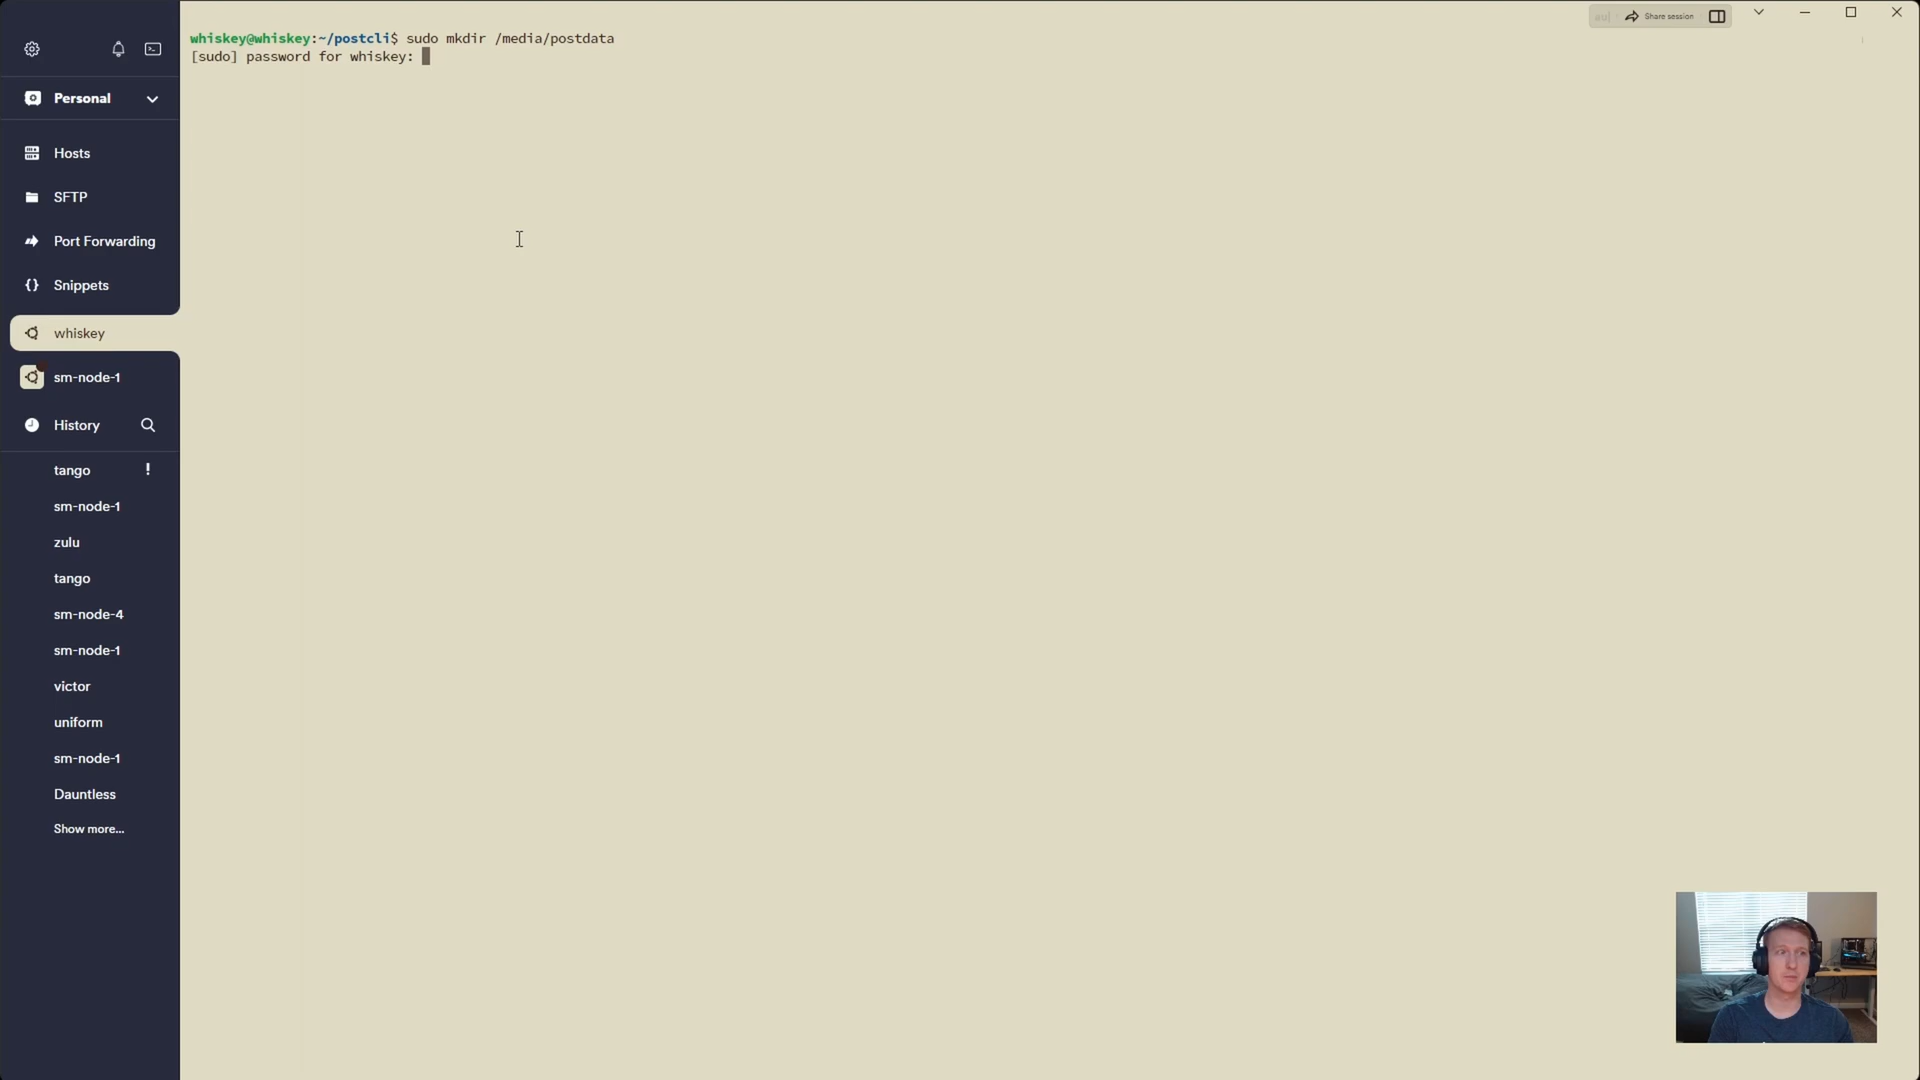 Share session
whiskey@whiskey:~/postcli$ sudo mkdir /media/postdata
[sudo] password for whiskey:
Personal
Hosts
SFTP
Port Forwarding
Snippets
whiskey
sm-node-1
History
tango !
sm-node-1
zulu
tango
sm-node-4
sm-node-1
victor
uniform
sm-node-1
Dauntless
Show more...